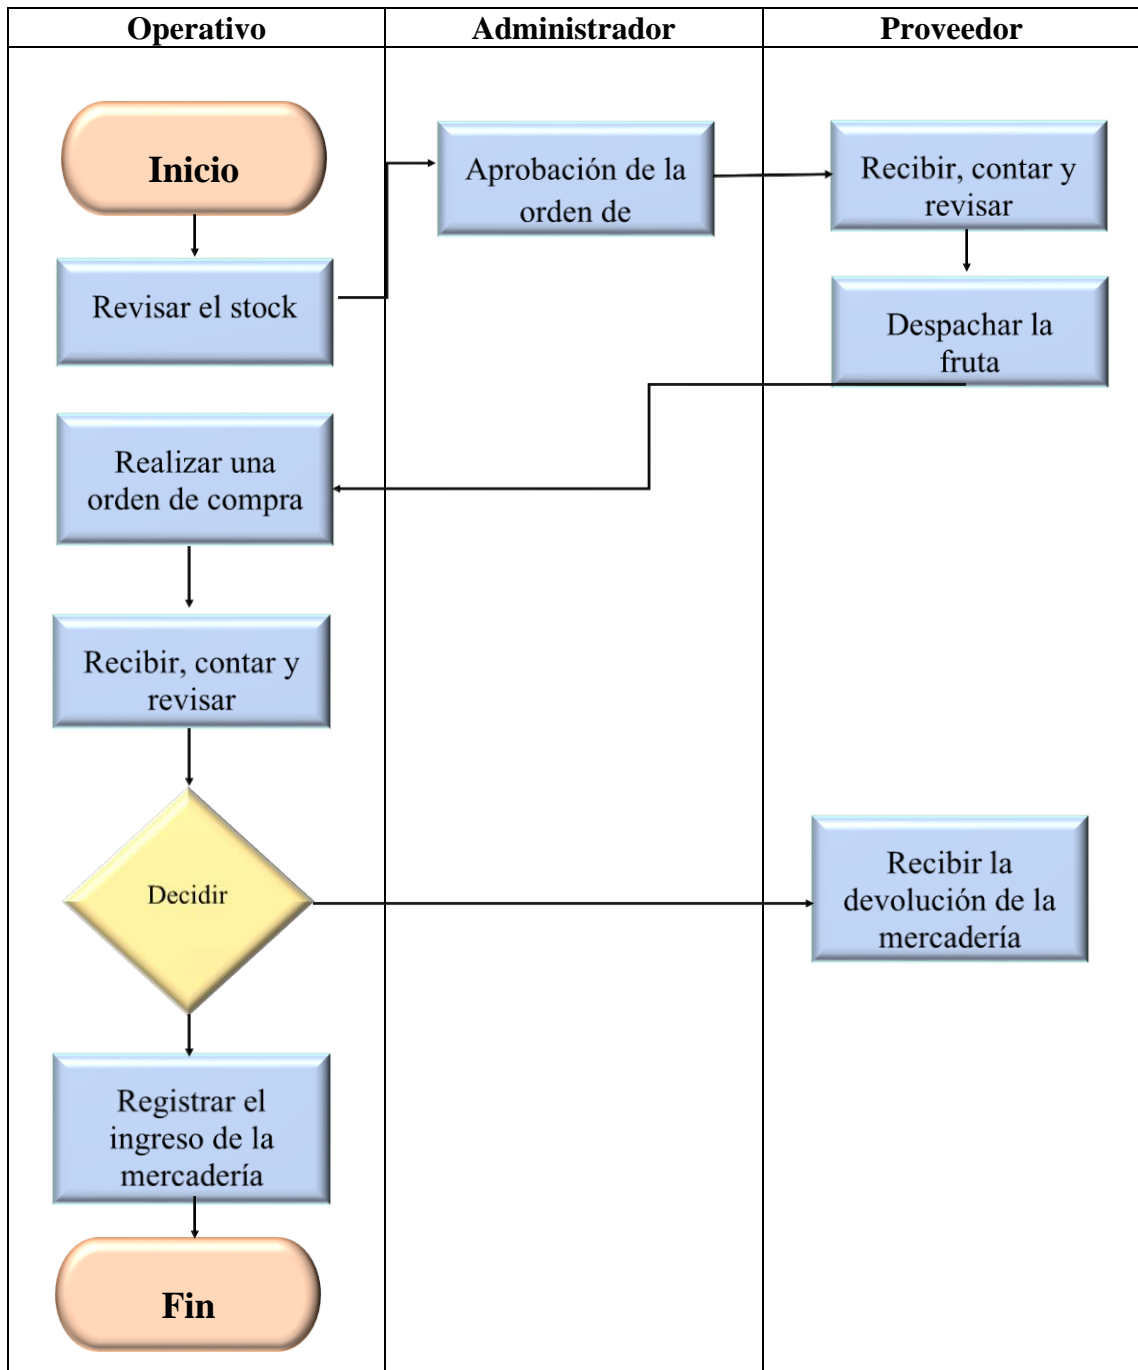 Operativo
Administrador
Proveedor
Inicio
Aprobación de la
orden de
Recibir, contar y
revisar
Revisar el stock
Despachar la
fruta
Realizar una
orden de compra
Recibir, contar y
revisar
Decidir
Recibir la
devolución de la
mercadería
Registrar el
ingreso de la
mercadería
Fin